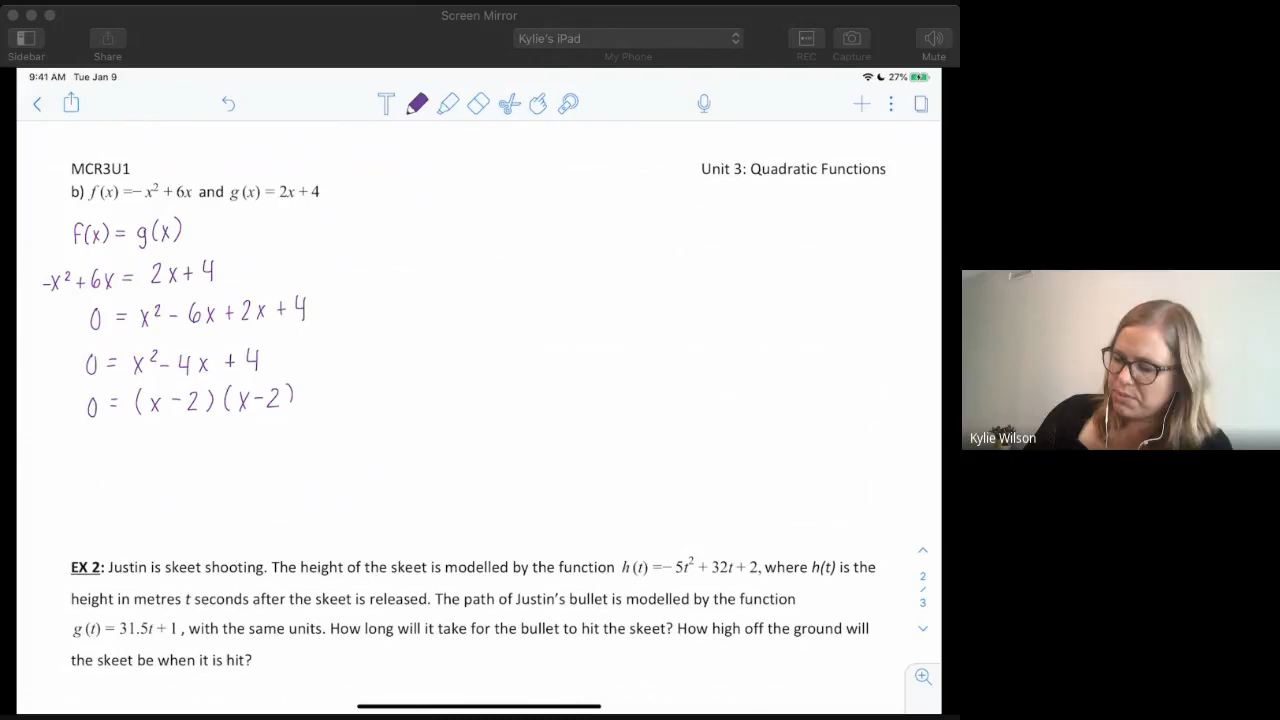 Screen Mirror
Sidebar
Share
Kylie's iPad
My Phone
REC
Capture
Mute
9:41 AM Tue Jan 9
27%
MCR3U1
Unit 3: Quadratic Functions
b) f(x) = −x² + 6x and g(x) = 2x + 4
f(x) = g(x)
-x² + 6x = 2x + 4
0 = x² - 6x + 2x + 4
0 = x² - 4x + 4
0 = (x - 2)(x - 2)
EX 2: Justin is skeet shooting. The height of the skeet is modelled by the function h(t) = −5t² + 32t + 2, where h(t) is the
height in metres t seconds after the skeet is released. The path of Justin's bullet is modelled by the function
g(t) = 31.5t + 1, with the same units. How long will it take for the bullet to hit the skeet? How high off the ground will
the skeet be when it is hit?
2
/
3
Kylie Wilson